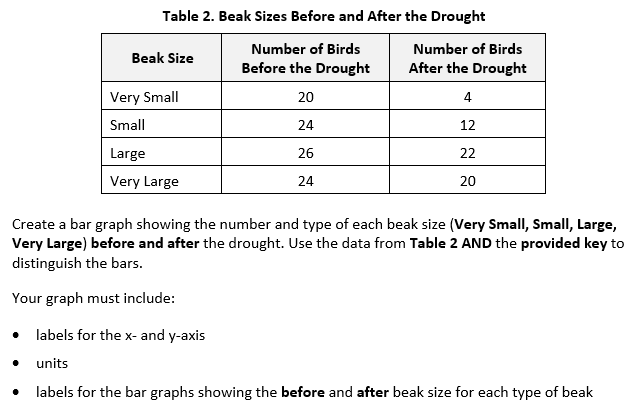 Table 2. Beak Sizes Before and After the Drought
Beak Size
Number of Birds
Before the Drought
Number of Birds
After the Drought
Very Small 20 4
Small 24 12
Large 26 22
Very Large 24 20
Create a bar graph showing the number and type of each beak size (Very Small, Small, Large,
Very Large) before and after the drought. Use the data from Table 2 AND the provided key to
distinguish the bars.
Your graph must include:
• labels for the x- and y-axis
• units
• labels for the bar graphs showing the before and after beak size for each type of beak